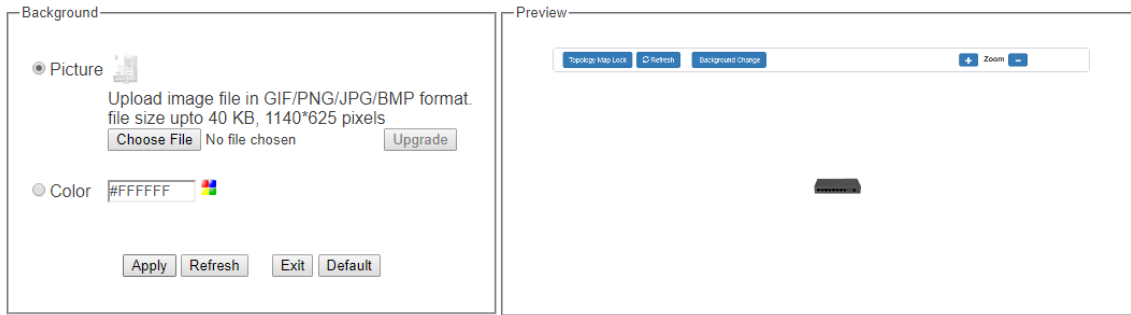 Background
Picture
Upload image file in GIF/PNG/JPG/BMP format.
file size upto 40 KB, 1140*625 pixels
Choose File No file chosen Upgrade
Color #FFFFFF
Apply Refresh Exit Default
Preview
Topology Map Lock Refresh Background Change + Zoom -